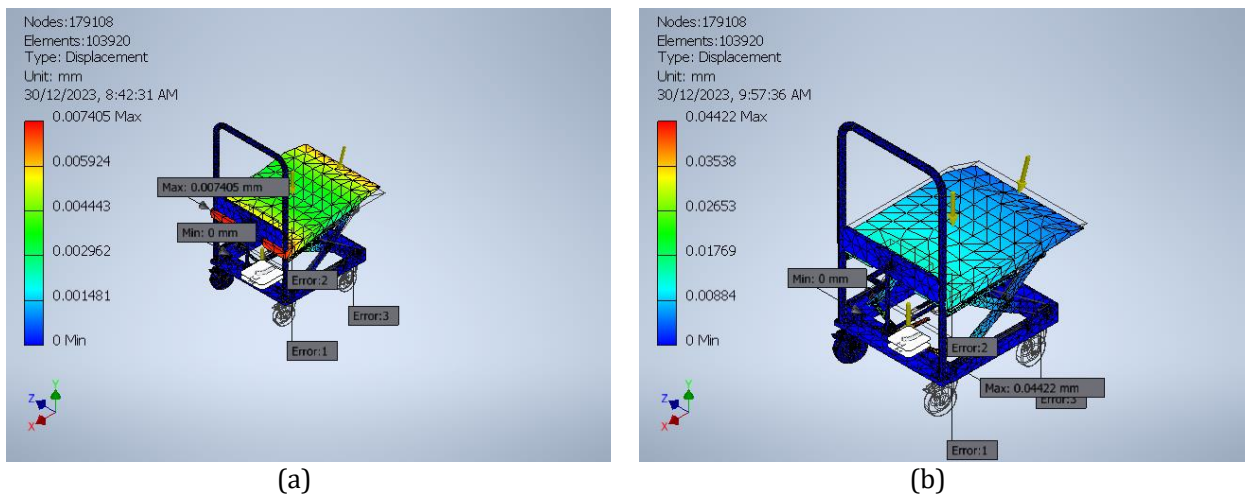 Nodes:179108
Elements:103920
Type: Displacement
Unit: mm
30/12/2023, 8:42:31 AM
0.007405 Max
0.005924
0.004443
0.002962
0.001481
0 Min
Max: 0.007405 mm
Min: 0 mm
Error:2
Error:3
Error:1
Y
Z
X
(a)
Nodes:179108
Elements:103920
Type: Displacement
Unit: mm
30/12/2023, 9:57:36 AM
0.04422 Max
0.03538
0.02653
0.01769
0.00884
0 Min
Min: 0 mm
Error:2
Max: 0.04422 mm
Error:3
Error:1
Y
Z
X
(b)